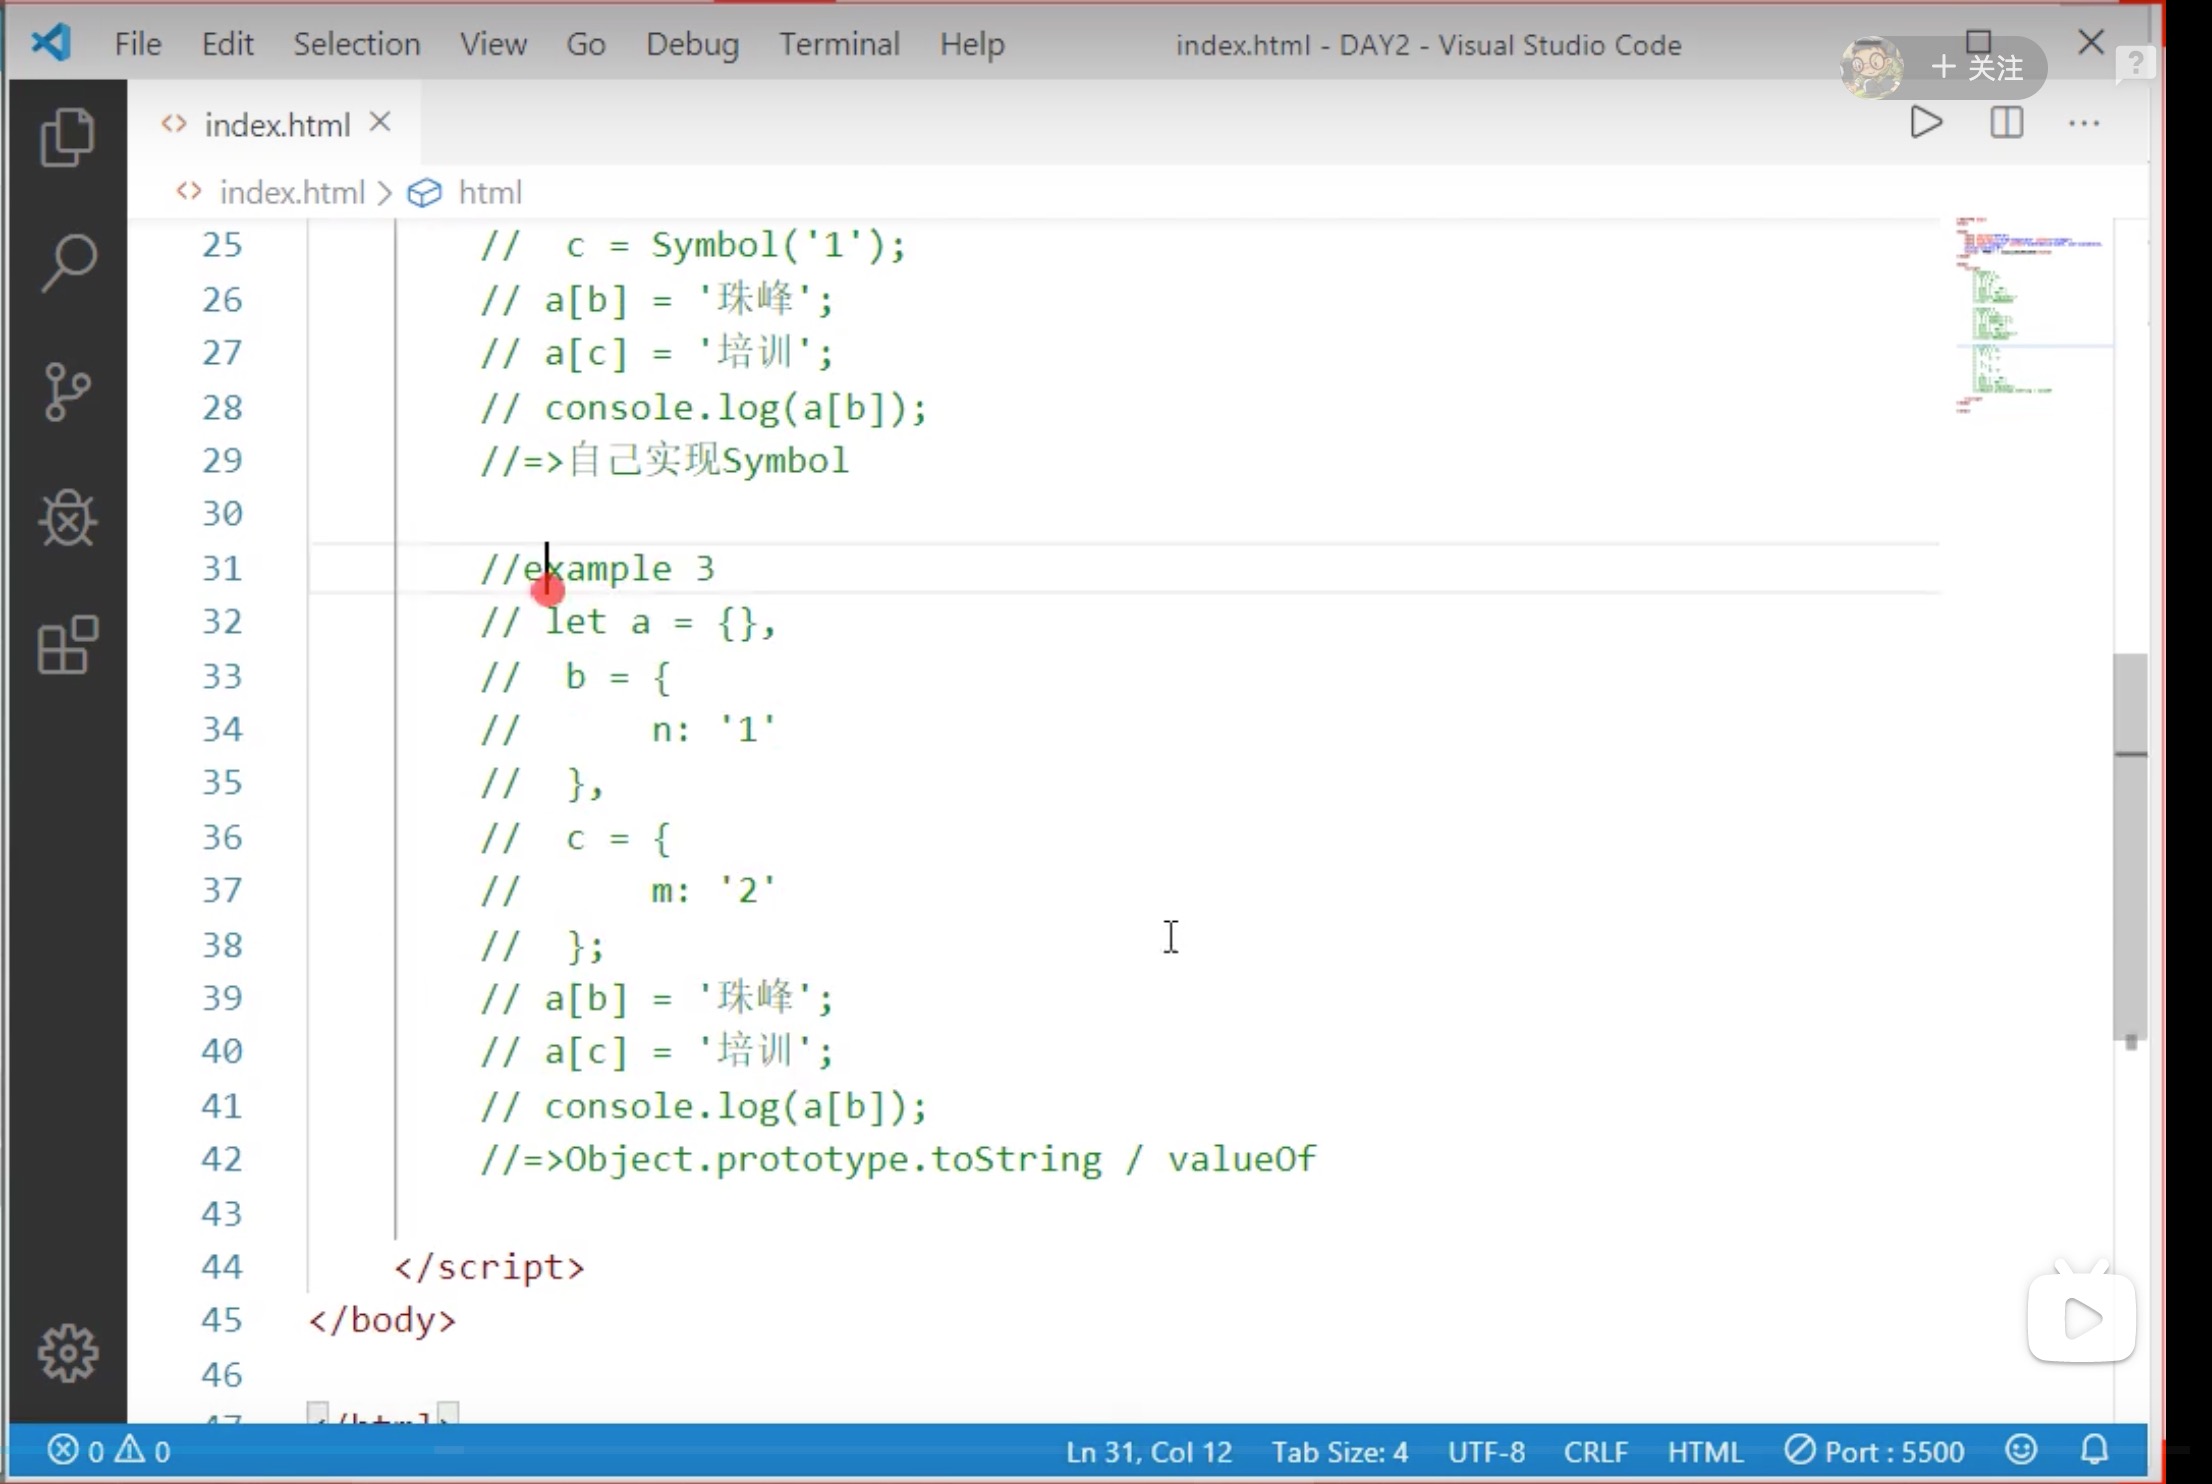 File Edit Selection View Go Debug Terminal Help index.html - DAY2 - Visual Studio Code
+ 关注
?
<> index.html ×
<> index.html > html
25 //  c = Symbol('1');
26 // a[b] = '珠峰';
27 // a[c] = '培训';
28 // console.log(a[b]);
29 //=>自己实现Symbol
30
31 //example 3
32 // let a = {},
33 //  b = {
34 //      n: '1'
35 //  },
36 //  c = {
37 //      m: '2'
38 //  };
39 // a[b] = '珠峰';
40 // a[c] = '培训';
41 // console.log(a[b]);
42 //=>Object.prototype.toString / valueOf
43
44 </script>
45 </body>
46
47 </html>
0 0 Ln 31, Col 12 Tab Size: 4 UTF-8 CRLF HTML Port : 5500